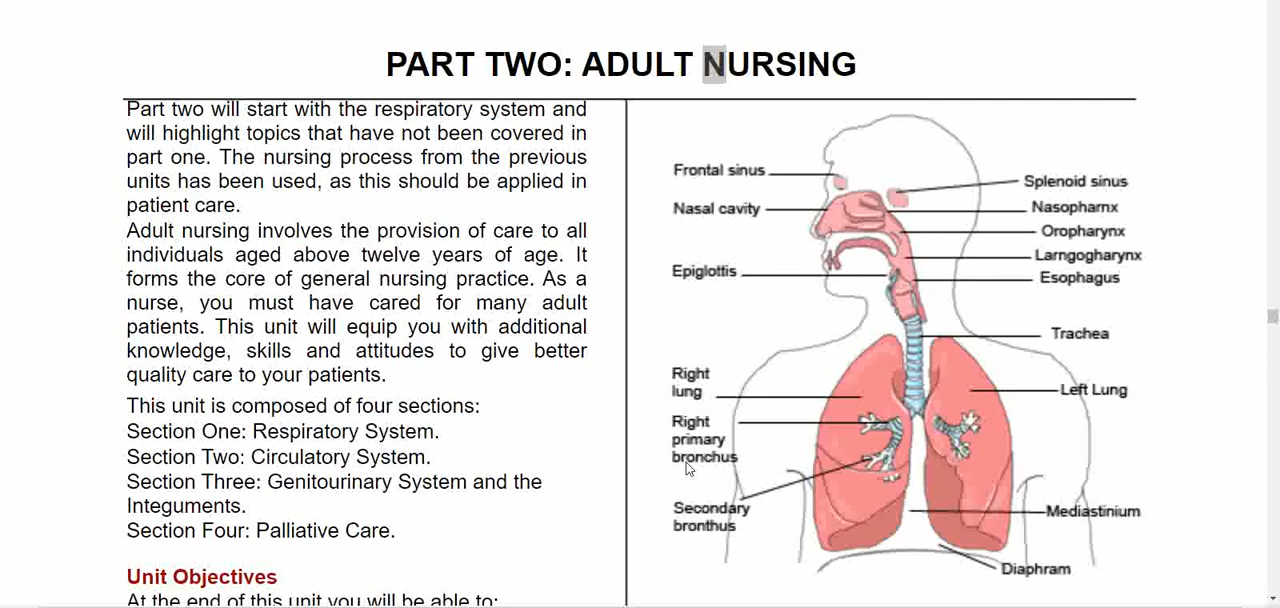 PART TWO: ADULT NURSING
Part two will start with the respiratory system and
will highlight topics that have not been covered in
part one. The nursing process from the previous
units has been used, as this should be applied in
patient care.
Adult nursing involves the provision of care to all
individuals aged above twelve years of age. It
forms the core of general nursing practice. As a
nurse, you must have cared for many adult
patients. This unit will equip you with additional
knowledge, skills and attitudes to give better
quality care to your patients.
This unit is composed of four sections:
Section One: Respiratory System.
Section Two: Circulatory System.
Section Three: Genitourinary System and the
Integuments.
Section Four: Palliative Care.
Unit Objectives
At the end of this unit you will be able to:
Frontal sinus
Nasal cavity
Epiglottis
Right
lung
Right
primary
bronchus
Secondary
bronthus
Splenoid sinus
Nasopharnx
Oropharynx
Larngogharynx
Esophagus
Trachea
Left Lung
Mediastinium
Diaphram